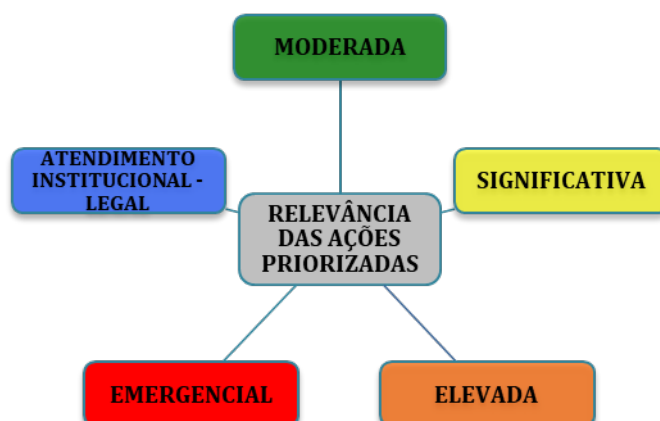 MODERADA
ATENDIMENTO
INSTITUCIONAL -
LEGAL
SIGNIFICATIVA
RELEVÂNCIA
DAS AÇÕES
PRIORIZADAS
EMERGENCIAL
ELEVADA